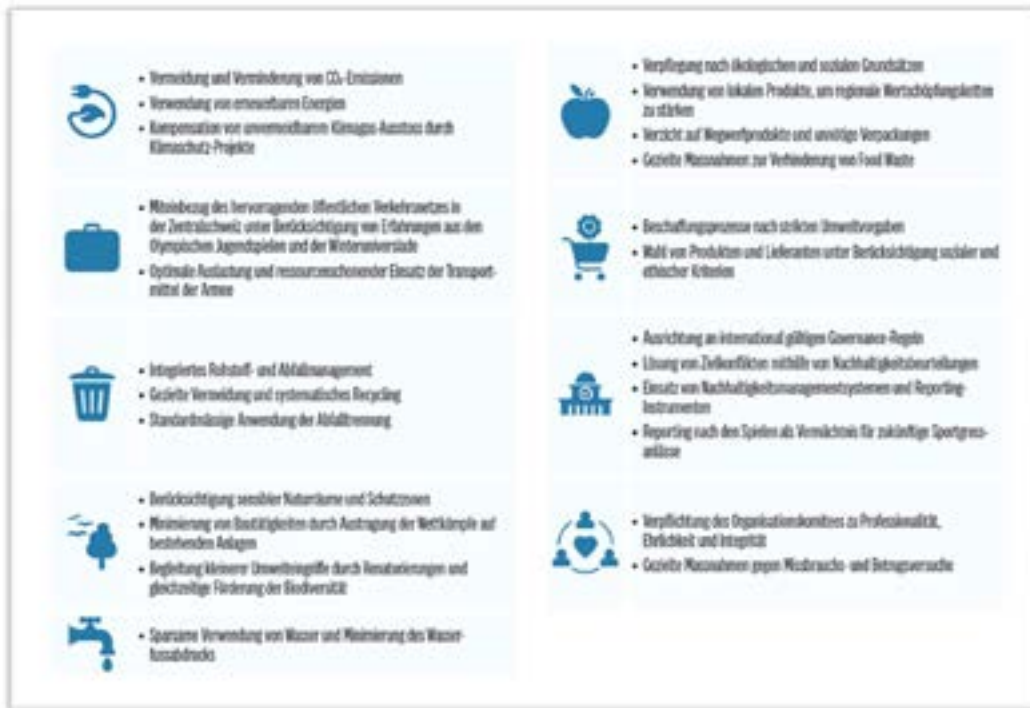 • Vermeidung und Verminderung von CO₂-Emissionen
• Verwendung von erneuerbaren Energien
• Kompensation von unvermeidbarem Klimagas-Ausstoss durch
Klimaschutz-Projekte
• Miteinbezug des hervorragenden öffentlichen Verkehrsnetzes in
der Zentralschweiz unter Berücksichtigung von Erfahrungen aus den
Olympischen Jugendspielen und der Winteruniversiade
• Optimale Auslastung und ressourcenschonender Einsatz der Transport-
mittel der Armee
• Integriertes Rohstoff- und Abfallmanagement
• Gezielte Vermeidung und systematisches Recycling
• Standardmässige Anwendung der Abfalltrennung
• Berücksichtigung sensibler Naturräume und Schutzzonen
• Minimierung von Bautätigkeiten durch Austragung der Wettkämpfe auf
bestehenden Anlagen
• Begleitung kleinerer Umwelteingriffe durch Renaturierungen und
gleichzeitige Förderung der Biodiversität
• Sparsame Verwendung von Wasser und Minimierung des Wasser-
fussabdrucks
• Verpflegung nach ökologischen und sozialen Grundsätzen
• Verwendung von lokalen Produkte, um regionale Wertschöpfungsketten
zu stärken
• Verzicht auf Wegwerfprodukte und unnötige Verpackungen
• Gezielte Massnahmen zur Verhinderung von Food Waste
• Beschaffungsprozesse nach strikten Umweltvorgaben
• Wahl von Produkten und Lieferanten unter Berücksichtigung sozialer und
ethischer Kriterien
• Ausrichtung an international gültigen Governance-Regeln
• Lösung von Zielkonflikten mithilfe von Nachhaltigkeitsbeurteilungen
• Einsatz von Nachhaltigkeitsmanagementsystemen und Reporting-
Instrumenten
• Reporting nach den Spielen als Vermächtnis für zukünftige Sportgross-
anlässe
• Verpflichtung des Organisationskomitees zu Professionalität,
Ehrlichkeit und Integrität
• Gezielte Massnahmen gegen Missbrauchs- und Betrugsversuche